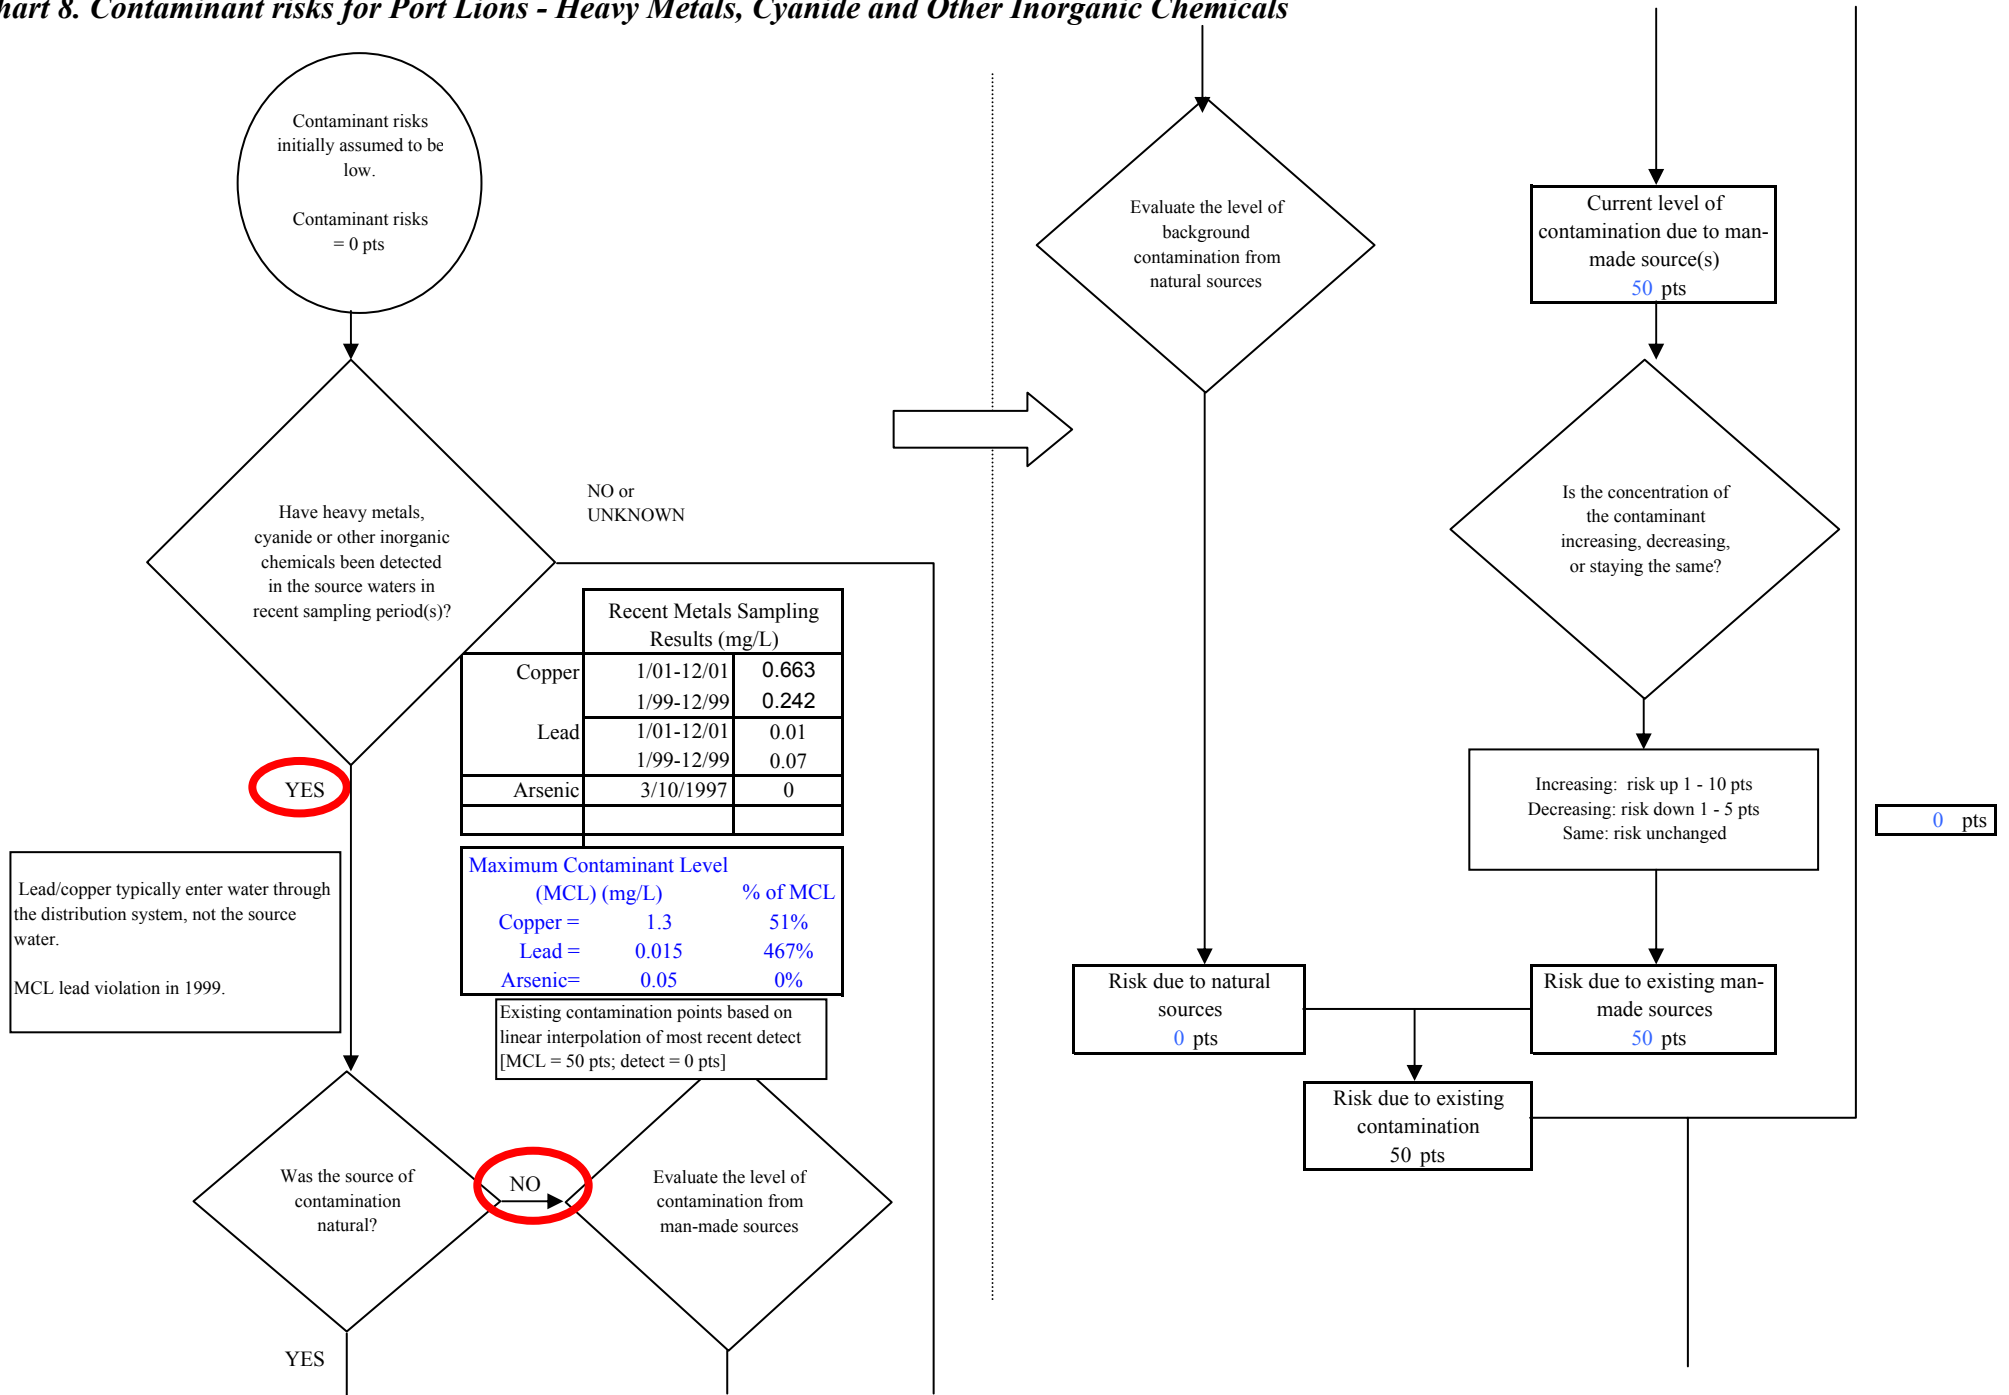 hart 8. Contaminant risks for Port Lions - Heavy Metals, Cyanide and Other Inorganic Chemicals
Contaminant risks
initially assumed to be
low.
Contaminant risks
= 0 pts
Have heavy metals,
cyanide or other inorganic
chemicals been detected
in the source waters in
recent sampling period(s)?
NO or
UNKNOWN
YES
Recent Metals Sampling
Results (mg/L)
Copper 1/01-12/01 0.663
1/99-12/99 0.242
Lead 1/01-12/01 0.01
1/99-12/99 0.07
Arsenic 3/10/1997 0
Maximum Contaminant Level
(MCL) (mg/L) % of MCL
Copper = 1.3 51%
Lead = 0.015 467%
Arsenic= 0.05 0%
Lead/copper typically enter water through
the distribution system, not the source
water.
MCL lead violation in 1999.
Existing contamination points based on
linear interpolation of most recent detect
[MCL = 50 pts; detect = 0 pts]
Was the source of
contamination
natural?
NO
Evaluate the level of
contamination from
man-made sources
YES
Evaluate the level of
background
contamination from
natural sources
Current level of
contamination due to man-
made source(s)
50 pts
Is the concentration of
the contaminant
increasing, decreasing,
or staying the same?
Increasing: risk up 1 - 10 pts
Decreasing: risk down 1 - 5 pts
Same: risk unchanged
0 pts
Risk due to natural
sources
0 pts
Risk due to existing man-
made sources
50 pts
Risk due to existing
contamination
50 pts